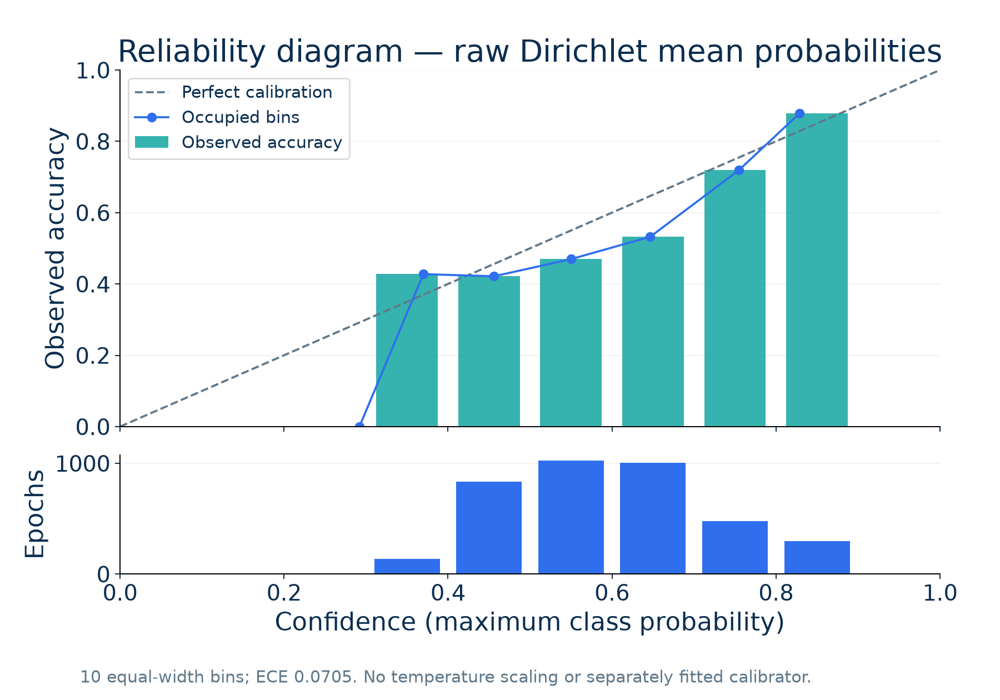 Reliability diagram — raw Dirichlet mean probabilities
Perfect calibration
Occupied bins
Observed accuracy
Observed accuracy
1.0
0.8
0.6
0.4
0.2
0.0
Epochs
1000
0
0.0 0.2 0.4 0.6 0.8 1.0
Confidence (maximum class probability)
10 equal-width bins; ECE 0.0705. No temperature scaling or separately fitted calibrator.